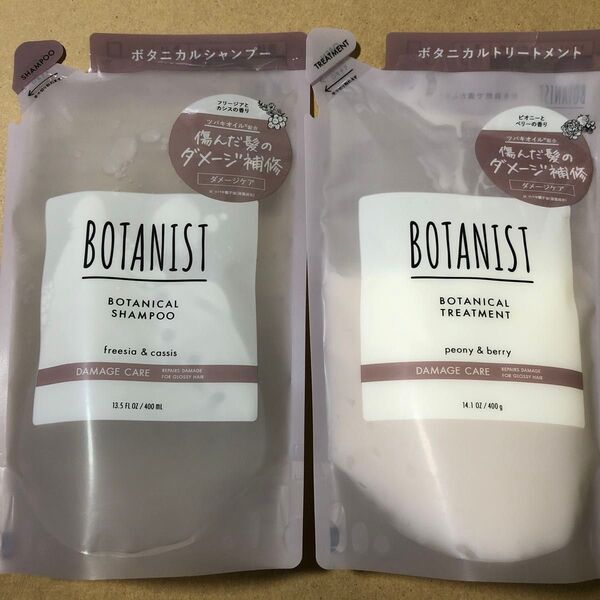 SHAMPOO
ボタニカルシャンプー
フリージアと
カシスの香り
ツバキオイル*配合
傷んだ髪の
ダメージ補修
ダメージケア
BOTANIST
BOTANICAL
SHAMPOO
freesia & cassis
DAMAGE CARE
REPAIRS DAMAGE
FOR GLOSSY HAIR
13.5 FL OZ / 400 mL
TREATMENT
ボタニカルトリートメント
BOTANIST
ピオニーと
ベリーの香り
ツバキオイル*配合
傷んだ髪の
ダメージ補修
ダメージケア
BOTANIST
BOTANICAL
TREATMENT
peony & berry
DAMAGE CARE
REPAIRS DAMAGE
FOR GLOSSY HAIR
14.1 OZ / 400 g